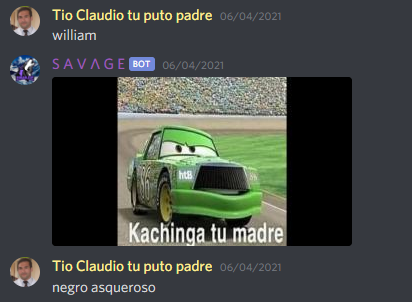 Tio Claudio tu puto padre 06/04/2021
william
SAVΛGE BOT 06/04/2021
htB
Kachinga tu madre
Tio Claudio tu puto padre 06/04/2021
negro asqueroso